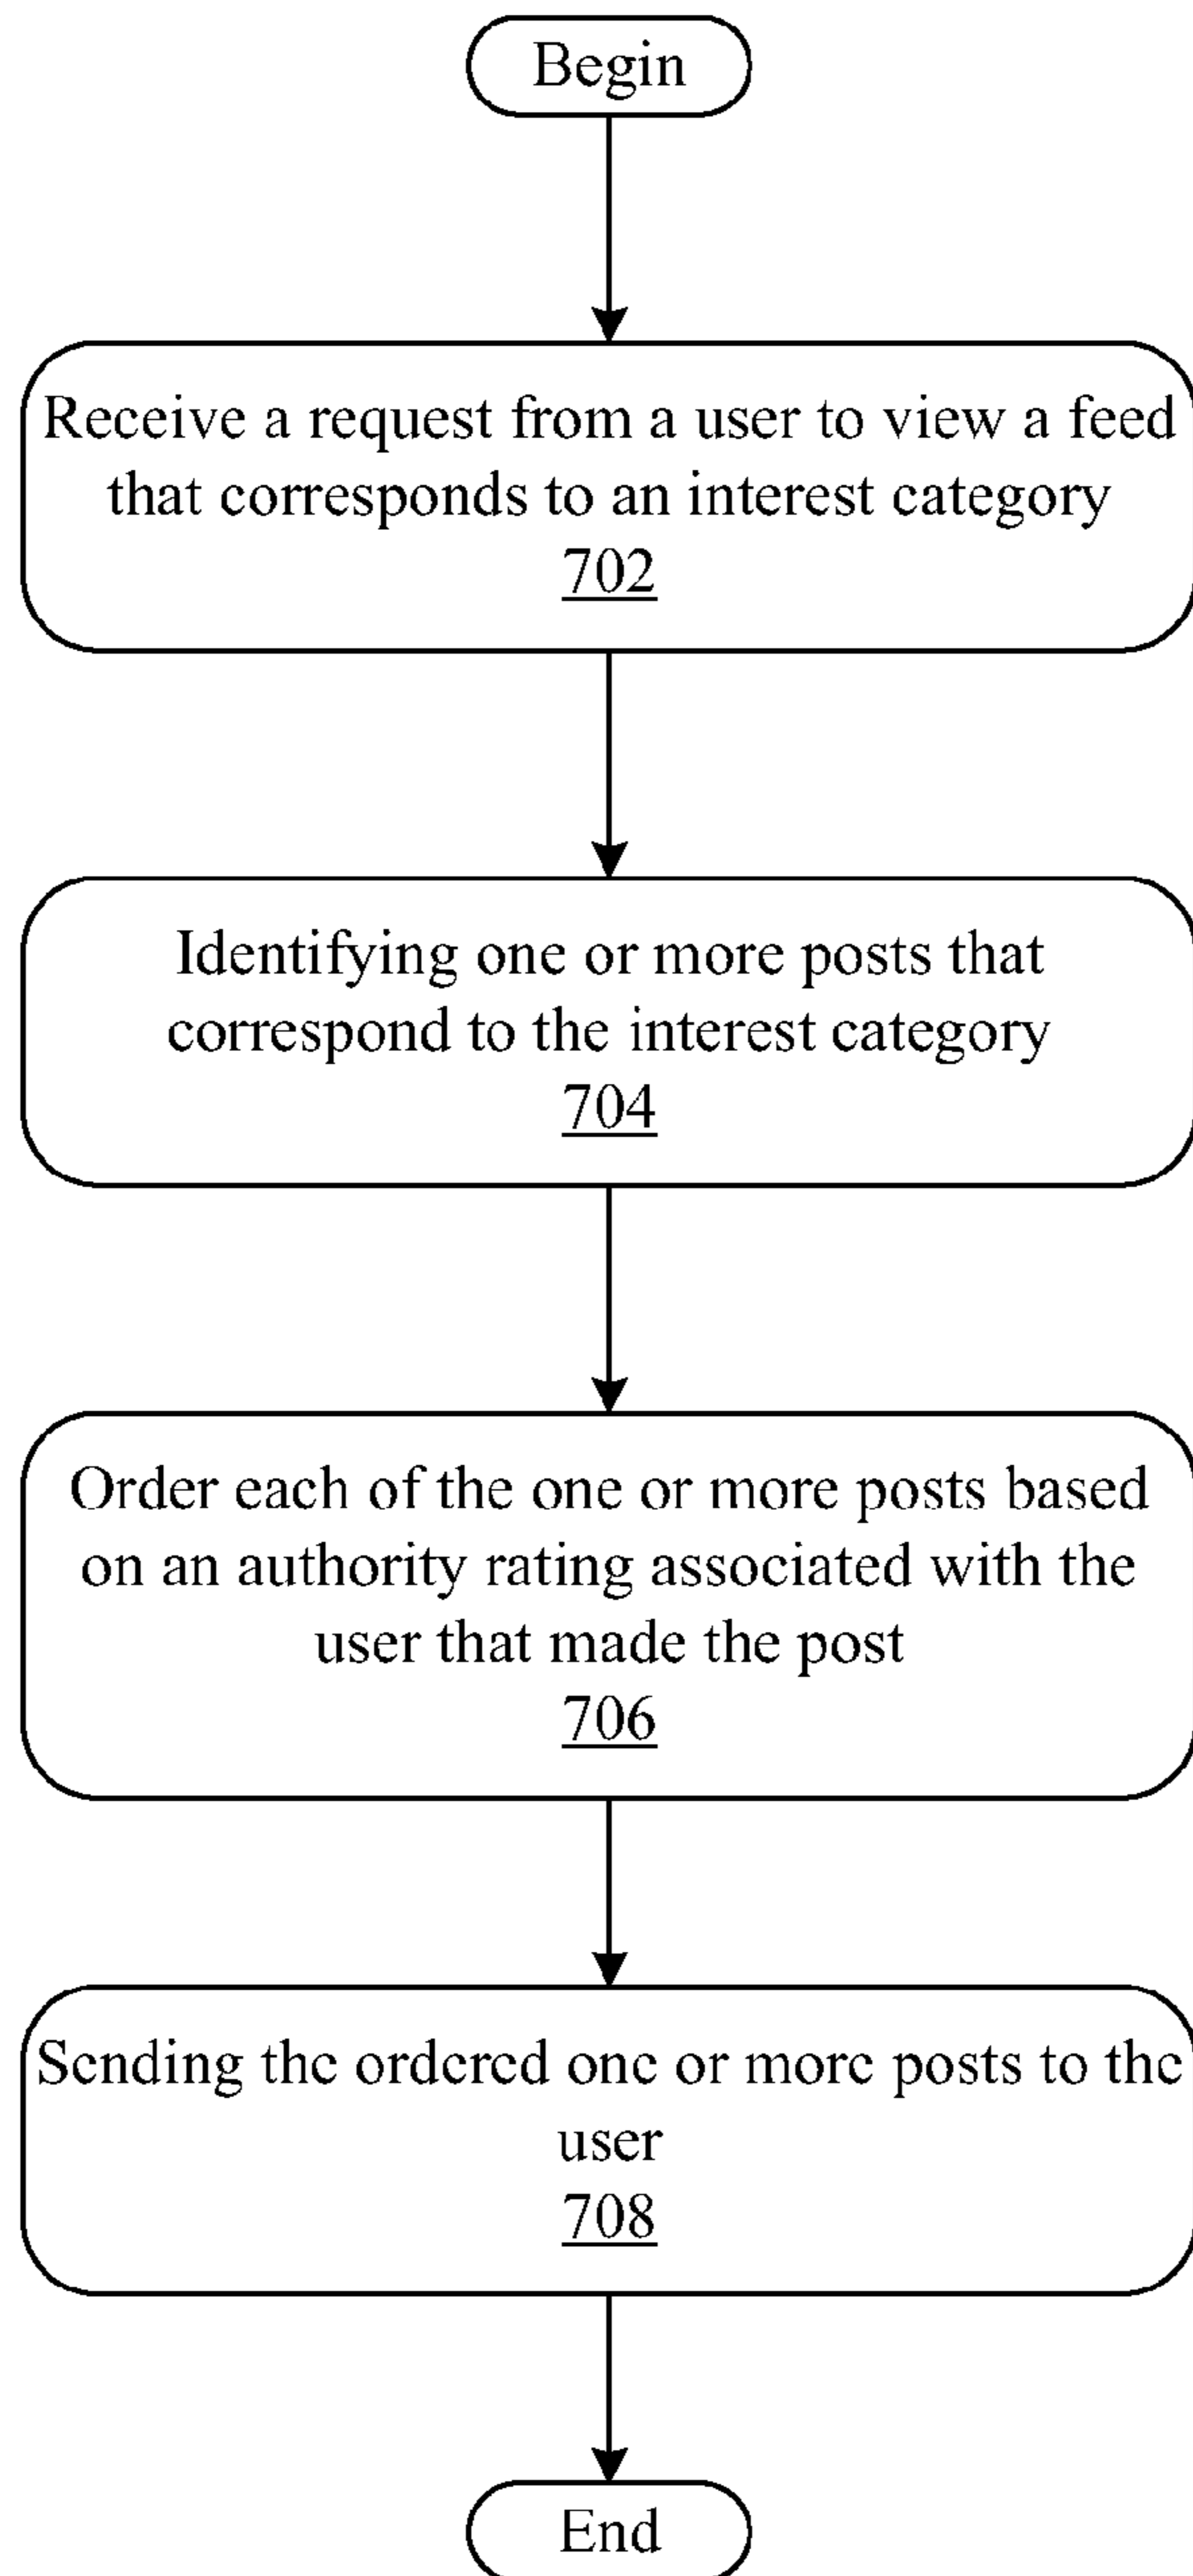 Begin
Receive a request from a user to view a feed
that corresponds to an interest category
702
Identifying one or more posts that
correspond to the interest category
704
Order each of the one or more posts based
on an authority rating associated with the
user that made the post
706
Sending the ordered one or more posts to the
user
708
End